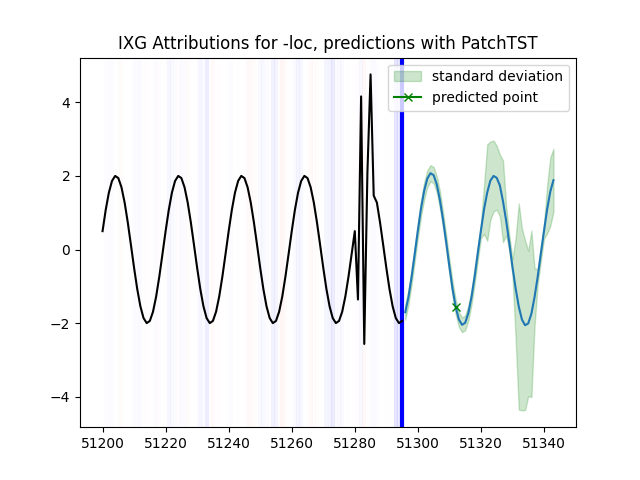 IXG Attributions for -loc, predictions with PatchTST
standard deviation
predicted point
4
2
0
−2
−4
51200 51220 51240 51260 51280 51300 51320 51340